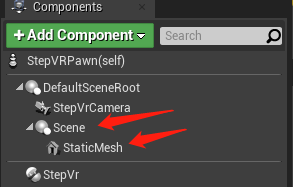 Components
+ Add Component
Search
StepVRPawn(self)
DefaultSceneRoot
StepVrCamera
Scene
StaticMesh
StepVr